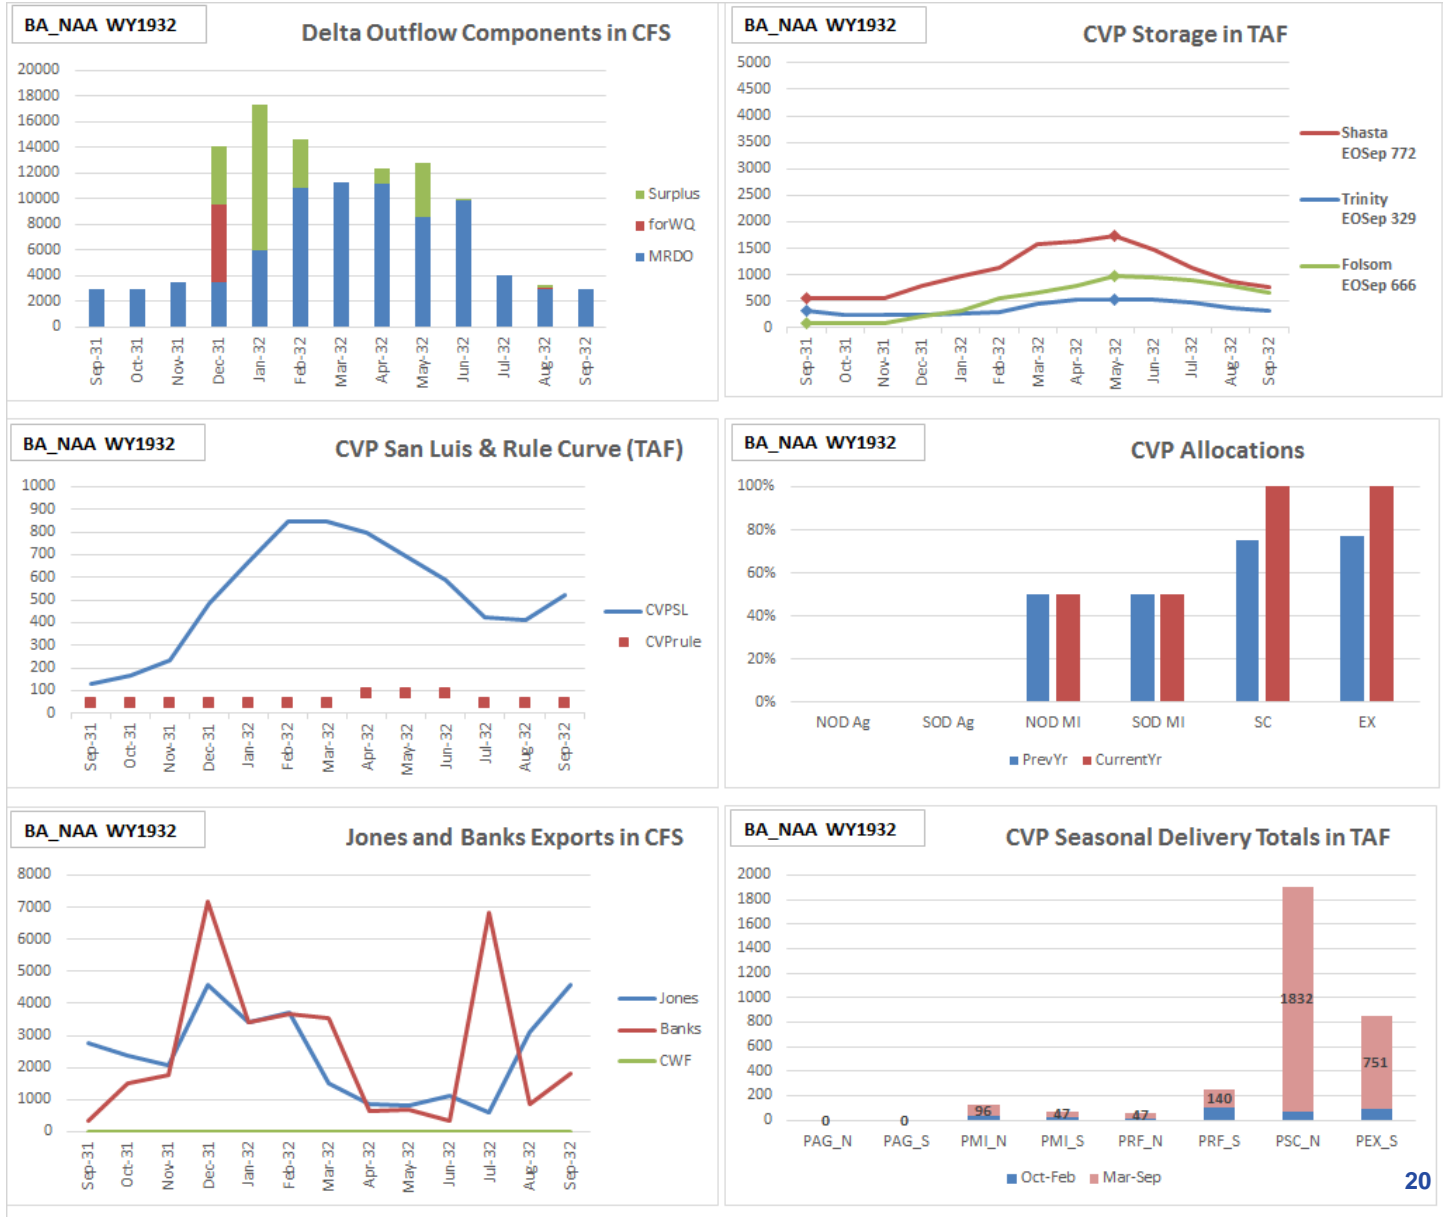 BA_NAA WY1932
Delta Outflow Components in CFS
20000
18000
16000
14000
12000
10000
8000
6000
4000
2000
0
Sep-31
Oct-31
Nov-31
Dec-31
Jan-32
Feb-32
Mar-32
Apr-32
May-32
Jun-32
Jul-32
Aug-32
Sep-32
Surplus
forWQ
MRDO
BA_NAA WY1932
CVP Storage in TAF
5000
4500
4000
3500
3000
2500
2000
1500
1000
500
0
Sep-31
Oct-31
Nov-31
Dec-31
Jan-32
Feb-32
Mar-32
Apr-32
May-32
Jun-32
Jul-32
Aug-32
Sep-32
Shasta
EOSep 772
Trinity
EOSep 329
Folsom
EOSep 666
BA_NAA WY1932
CVP San Luis & Rule Curve (TAF)
1000
900
800
700
600
500
400
300
200
100
0
Sep-31
Oct-31
Nov-31
Dec-31
Jan-32
Feb-32
Mar-32
Apr-32
May-32
Jun-32
Jul-32
Aug-32
Sep-32
CVPSL
CVPrule
BA_NAA WY1932
CVP Allocations
100%
80%
60%
40%
20%
0%
NOD Ag
SOD Ag
NOD MI
SOD MI
SC
EX
PrevYr
CurrentYr
BA_NAA WY1932
Jones and Banks Exports in CFS
8000
7000
6000
5000
4000
3000
2000
1000
0
Sep-31
Oct-31
Nov-31
Dec-31
Jan-32
Feb-32
Mar-32
Apr-32
May-32
Jun-32
Jul-32
Aug-32
Sep-32
Jones
Banks
CWF
BA_NAA WY1932
CVP Seasonal Delivery Totals in TAF
2000
1800
1600
1400
1200
1000
800
600
400
200
0
0
0
96
47
47
140
1832
751
PAG_N
PAG_S
PMI_N
PMI_S
PRF_N
PRF_S
PSC_N
PEX_S
Oct-Feb
Mar-Sep
20